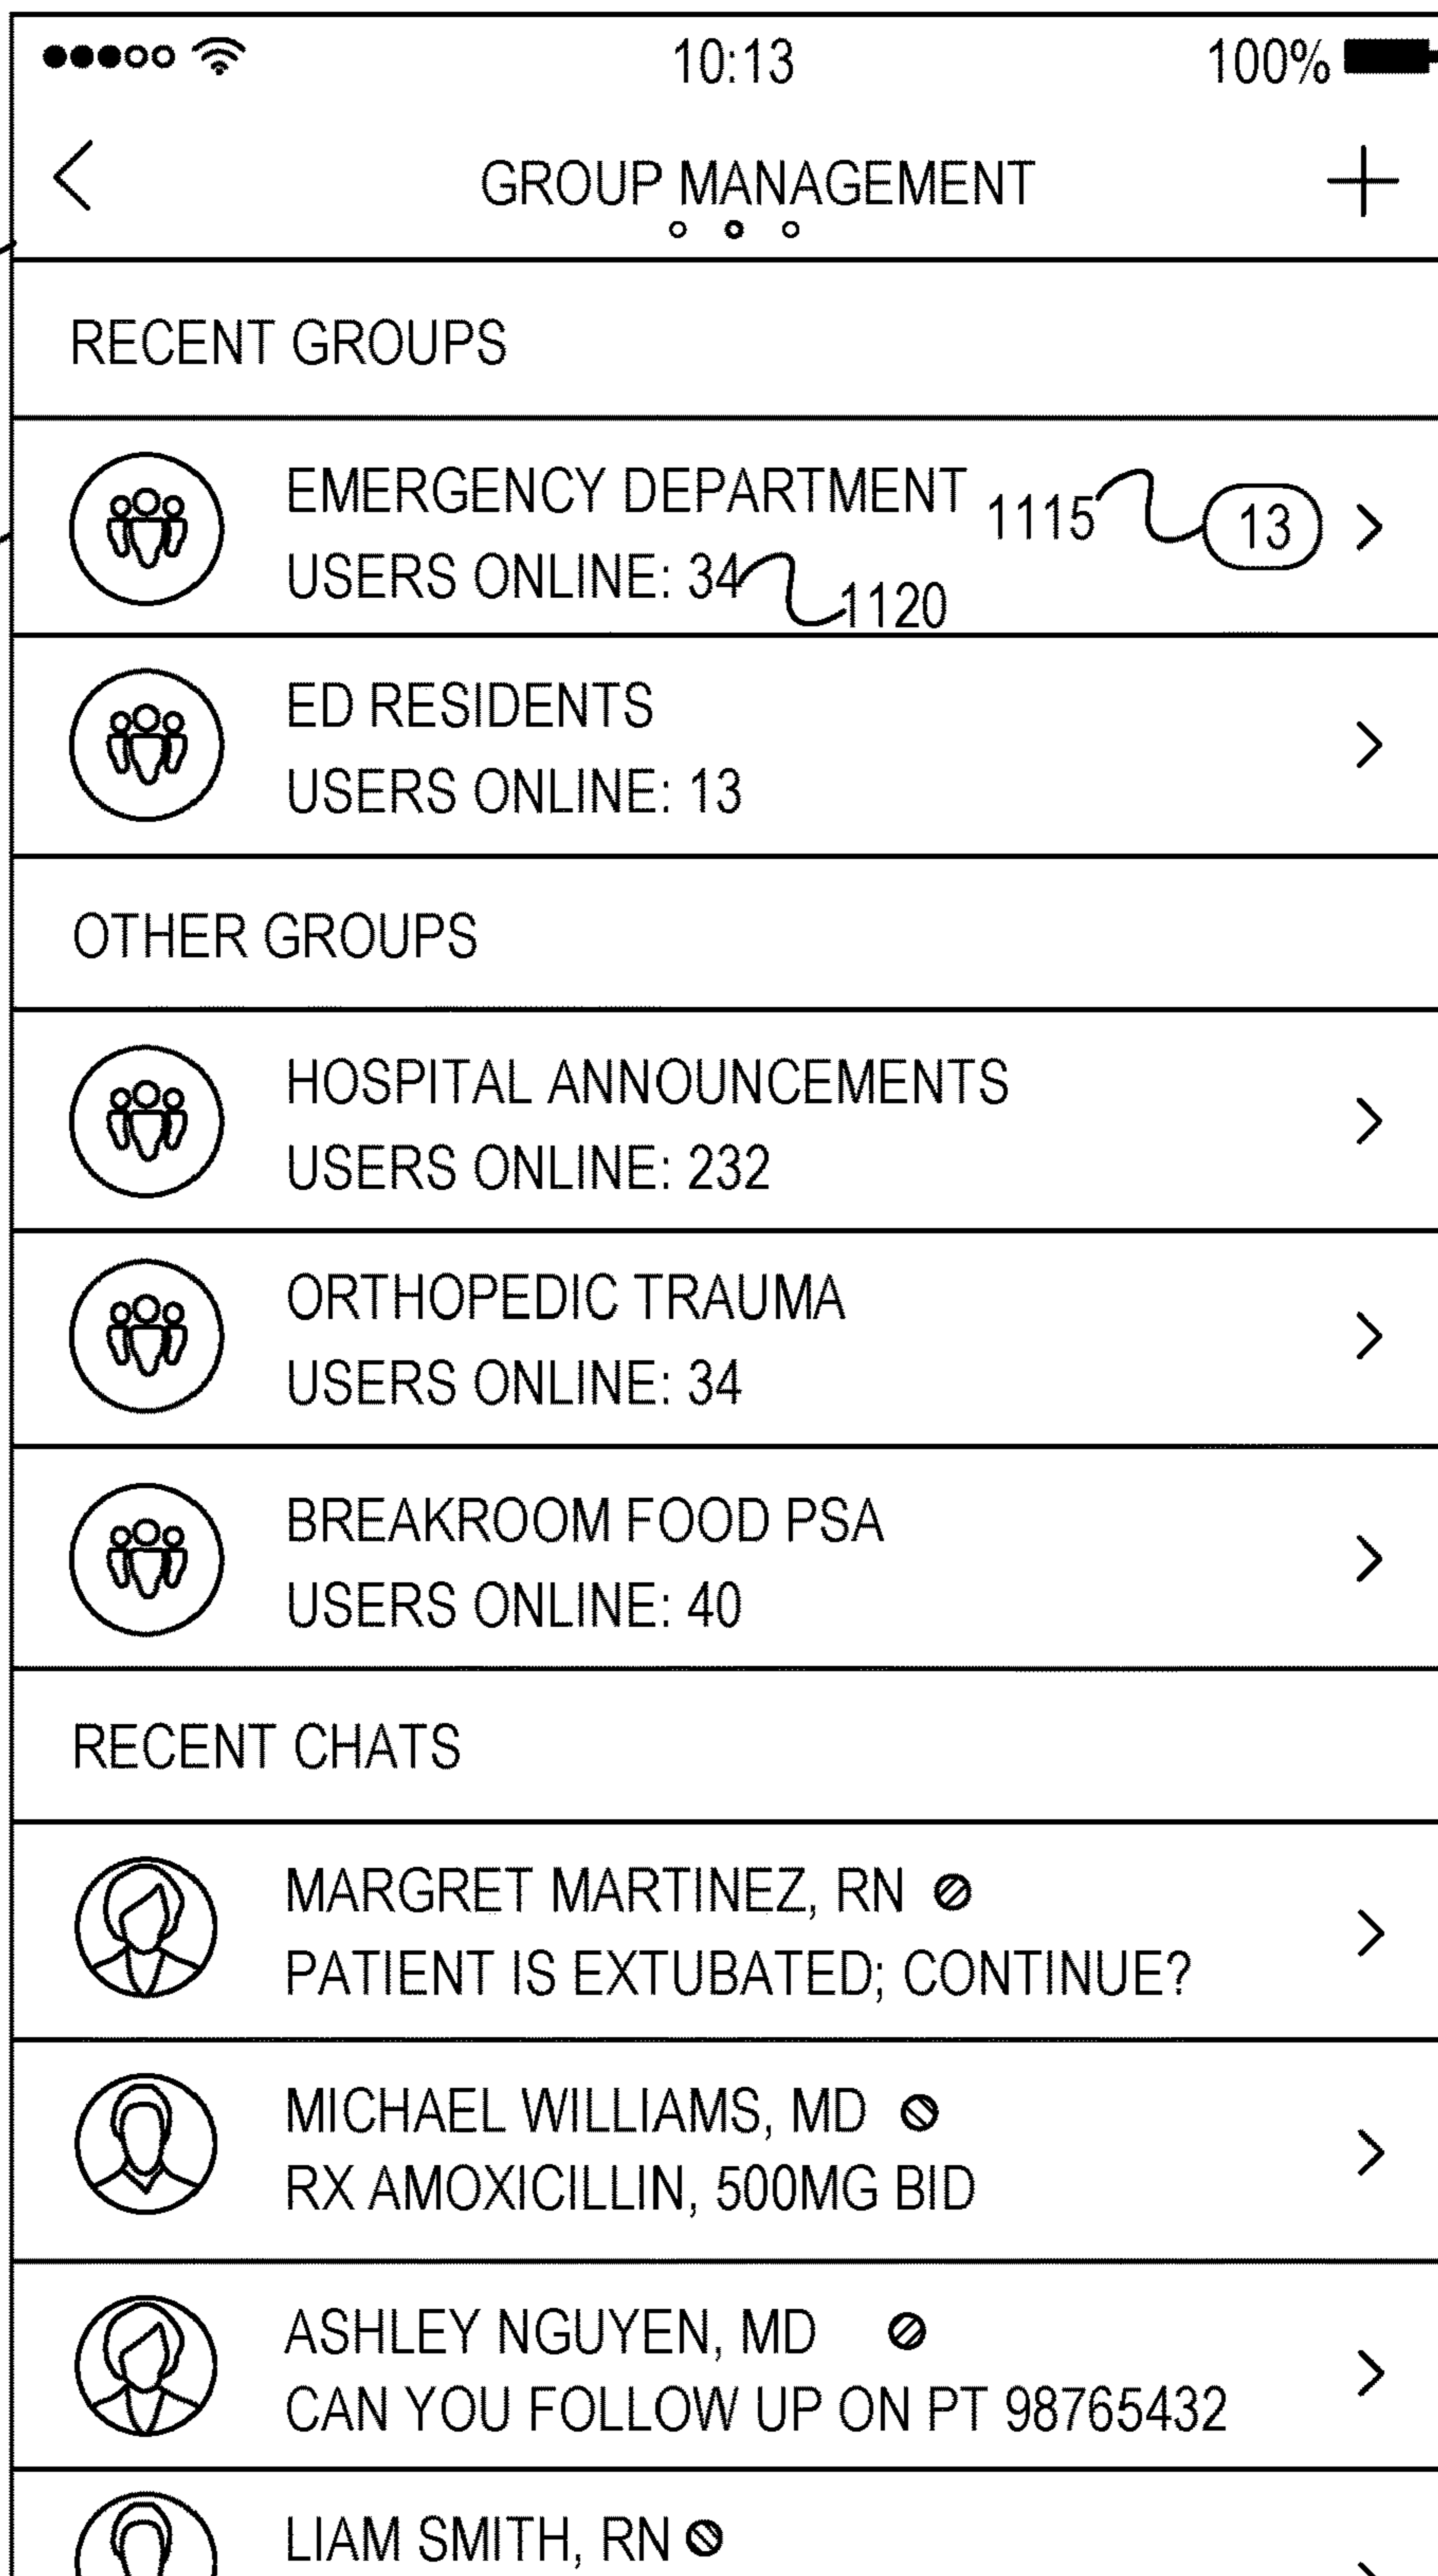 10:13 100%
GROUP MANAGEMENT
RECENT GROUPS
EMERGENCY DEPARTMENT 1115 13
USERS ONLINE: 34 1120
ED RESIDENTS
USERS ONLINE: 13
OTHER GROUPS
HOSPITAL ANNOUNCEMENTS
USERS ONLINE: 232
ORTHOPEDIC TRAUMA
USERS ONLINE: 34
BREAKROOM FOOD PSA
USERS ONLINE: 40
RECENT CHATS
MARGRET MARTINEZ, RN
PATIENT IS EXTUBATED; CONTINUE?
MICHAEL WILLIAMS, MD
RX AMOXICILLIN, 500MG BID
ASHLEY NGUYEN, MD
CAN YOU FOLLOW UP ON PT 98765432
LIAM SMITH, RN